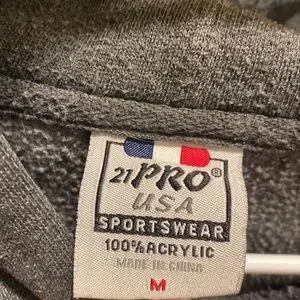 21PRO®
USA
SPORTSWEAR
100% ACRYLIC
MADE IN CHINA
M